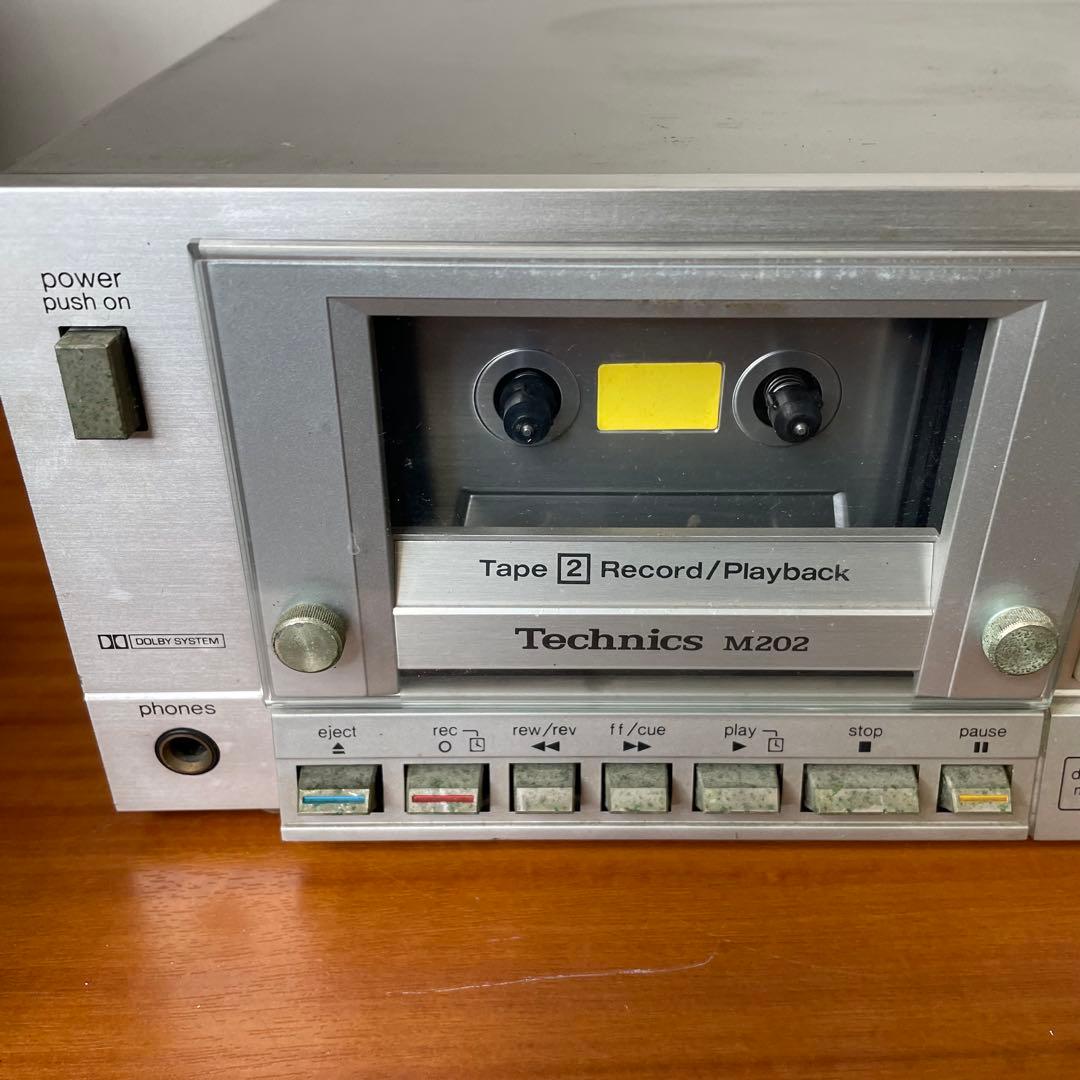 power
push on
Tape 2 Record/Playback
Technics M202
DOLBY SYSTEM
phones
eject
rec
rew/rev
ff/cue
play
stop
pause